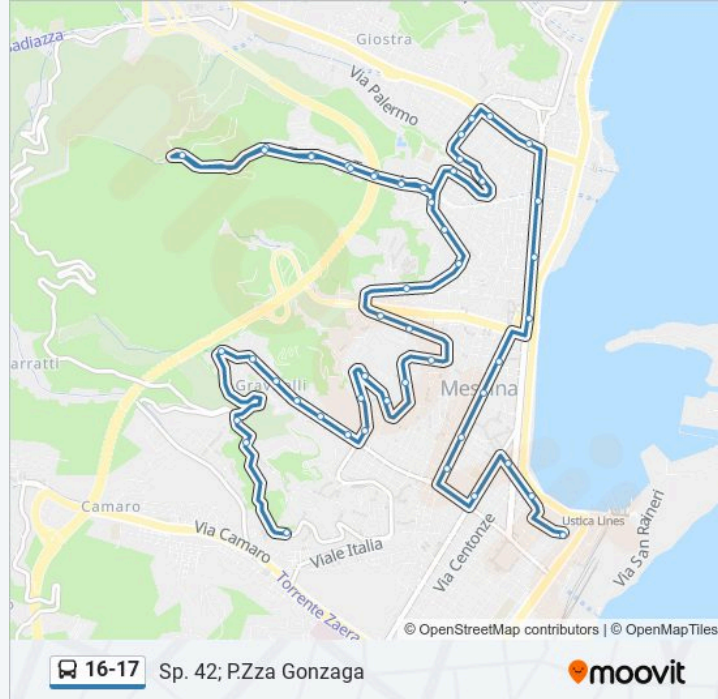 Giostra
adiazza
Via Palermo
arratti
Gravitelli
Messina
Camaro
Via Camaro
Viale Italia
Torrente Zaera
Via Centonze
Ustica Lines
Via San Raineri
© OpenStreetMap contributors | © OpenMapTiles
16-17 Sp. 42; P.Zza Gonzaga
moovit